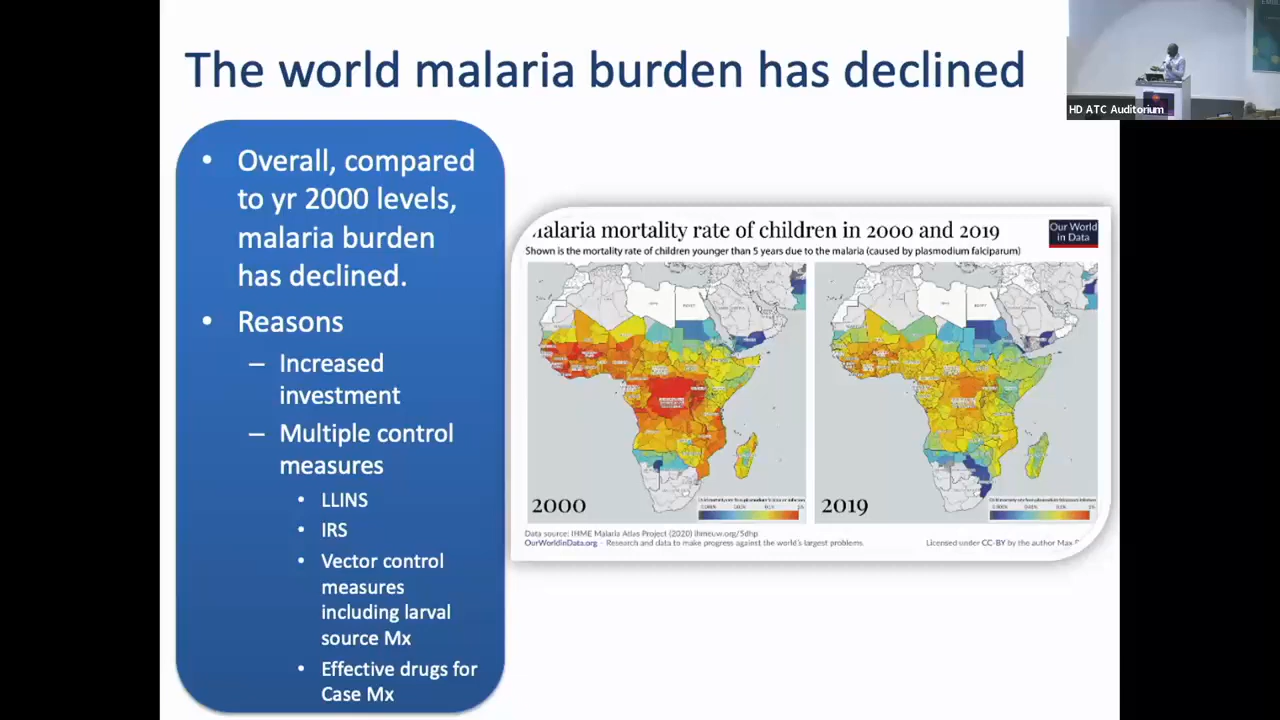 The world malaria burden has declined
HD ATC Auditorium
• Overall, compared
to yr 2000 levels,
malaria burden
has declined.
• Reasons
– Increased
investment
– Multiple control
measures
• LLINS
• IRS
• Vector control
measures
including larval
source Mx
• Effective drugs for
Case Mx
alaria mortality rate of children in 2000 and 2019
Our World
in Data
Shown is the mortality rate of children younger than 5 years due to the malaria (caused by plasmodium falciparum)
2000
2019
Data source: IHME Malaria Atlas Project (2020) ihmeuw.org/5dhp
OurWorldinData.org – Research and data to make progress against the world's largest problems.
Licensed under CC-BY by the author Max